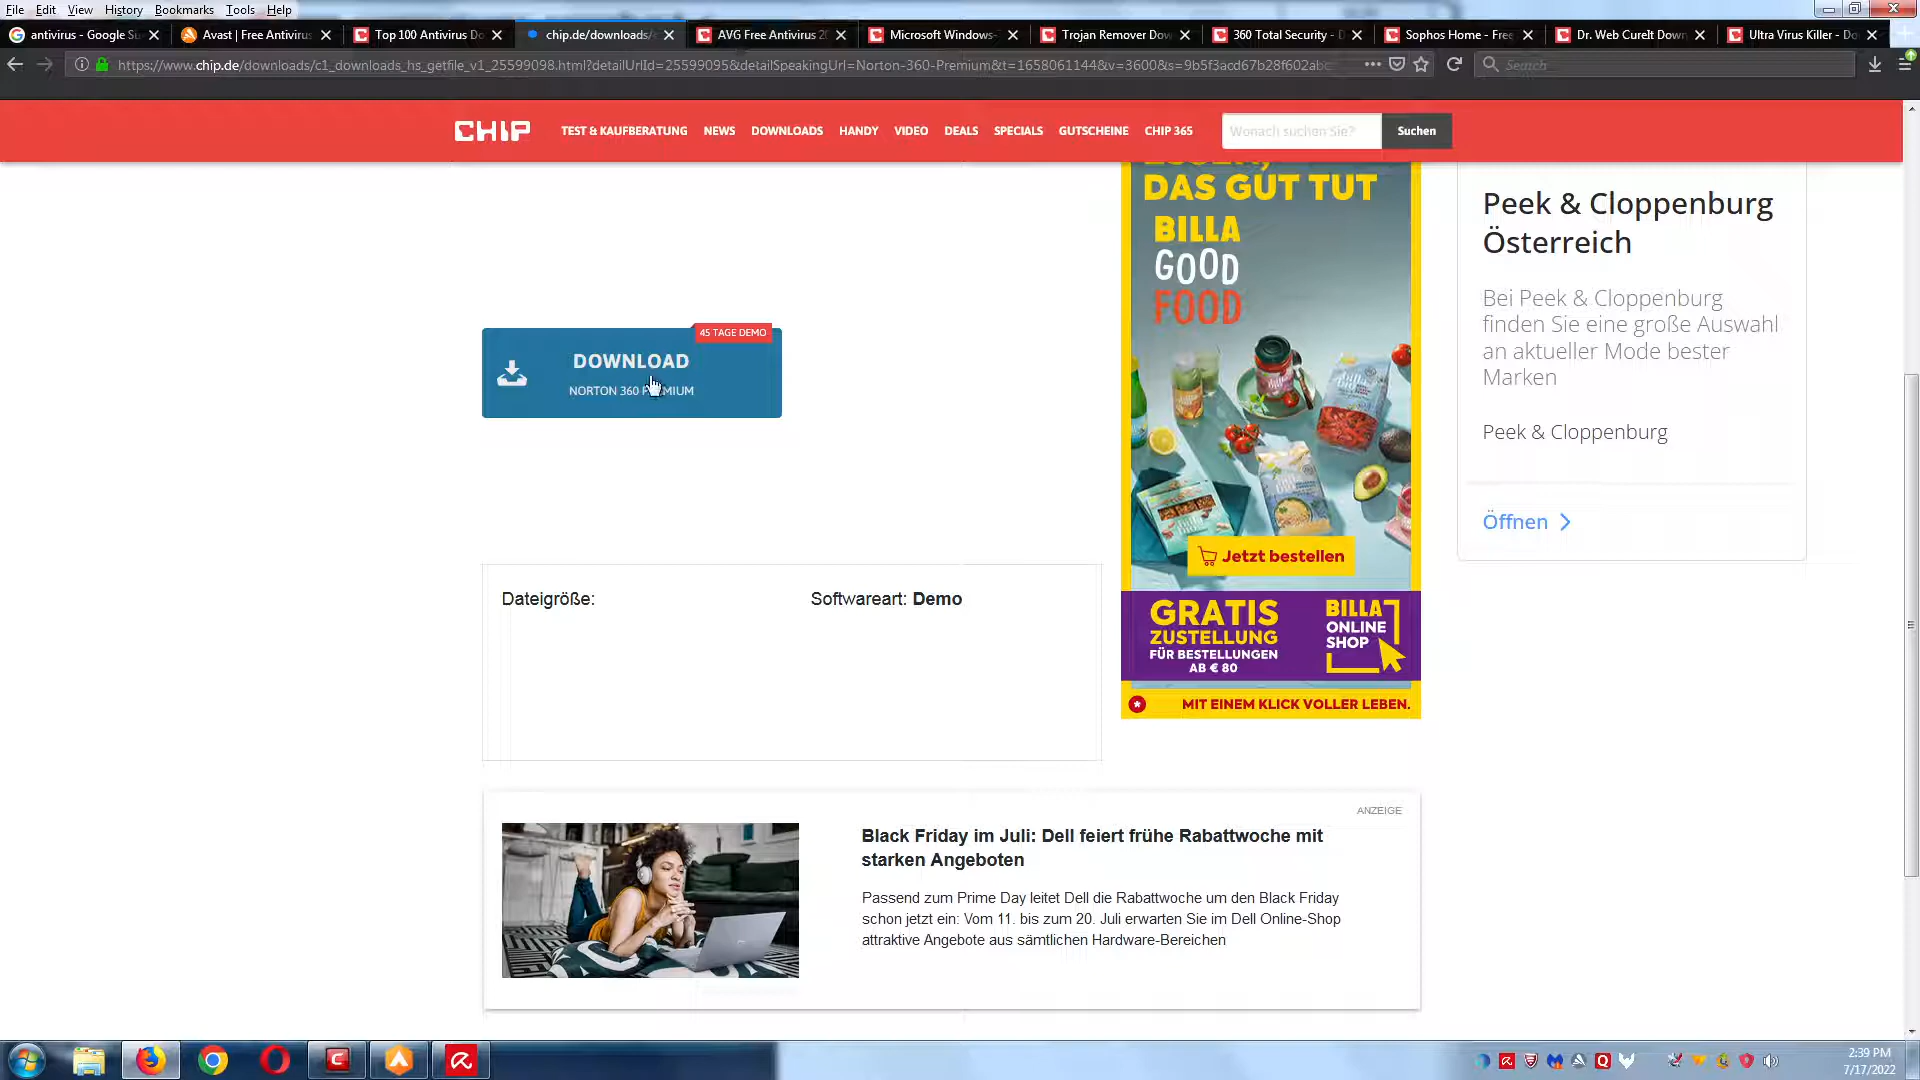 File Edit View History Bookmarks Tools Help
antivirus - Google Su
Avast | Free Antivirus
Top 100 Antivirus Do
chip.de/downloads/c
AVG Free Antivirus 20
Microsoft Windows-
Trojan Remover Dow
360 Total Security - D
Sophos Home - Free
Dr. Web CureIt Down
Ultra Virus Killer - Do
https://www.chip.de/downloads/c1_downloads_hs_getfile_v1_25599098.html?detailUrlId=25599095&detailSpeakingUrl=Norton-360-Premium&t=1658061144&v=3600&s=9b5f3acd67b28f602abc
Search
CHIP
TEST & KAUFBERATUNG NEWS DOWNLOADS HANDY VIDEO DEALS SPECIALS GUTSCHEINE CHIP 365
Wonach suchen Sie?
Suchen
45 TAGE DEMO
DOWNLOAD
NORTON 360 PREMIUM
Dateigröße:
Softwareart: Demo
DAS GUT TUT
BILLA
GOOD
FOOD
Jetzt bestellen
GRATIS
ZUSTELLUNG
FÜR BESTELLUNGEN
AB € 80
BILLA
ONLINE
SHOP
MIT EINEM KLICK VOLLER LEBEN.
Peek & Cloppenburg
Österreich
Bei Peek & Cloppenburg
finden Sie eine große Auswahl
an aktueller Mode bester
Marken
Peek & Cloppenburg
Öffnen
ANZEIGE
Black Friday im Juli: Dell feiert frühe Rabattwoche mit
starken Angeboten
Passend zum Prime Day leitet Dell die Rabattwoche um den Black Friday
schon jetzt ein: Vom 11. bis zum 20. Juli erwarten Sie im Dell Online-Shop
attraktive Angebote aus sämtlichen Hardware-Bereichen
2:39 PM
7/17/2022